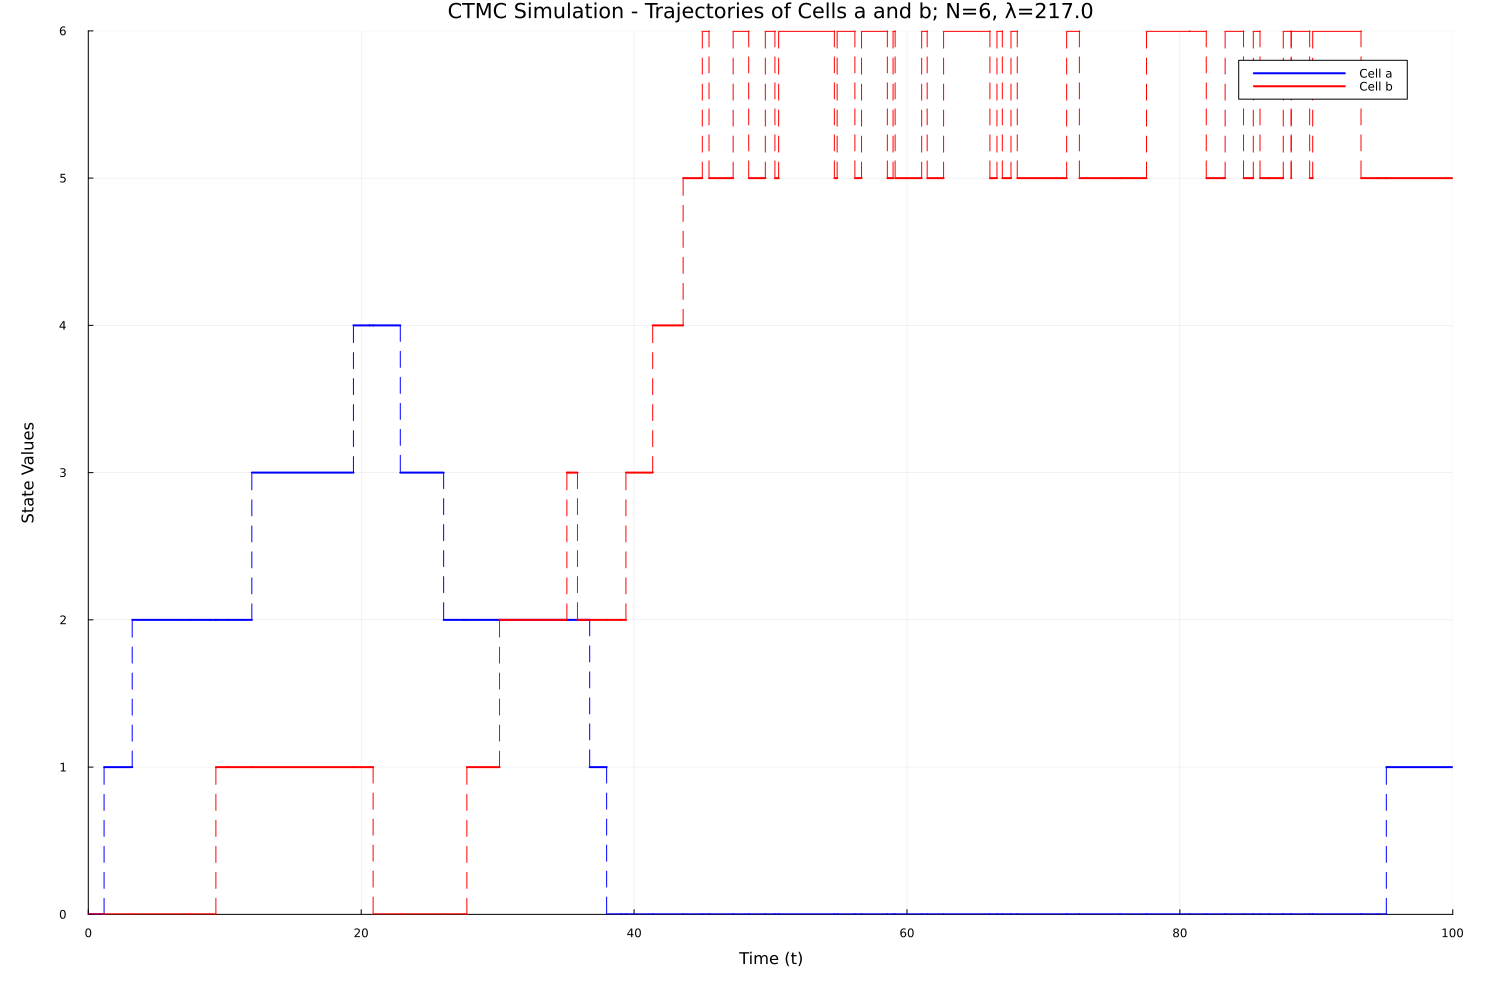 CTMC Simulation - Trajectories of Cells a and b; N=6, λ=217.0
6
Cell a
Cell b
5
4
State Values
3
2
1
0
0 20 40 60 80 100
Time (t)